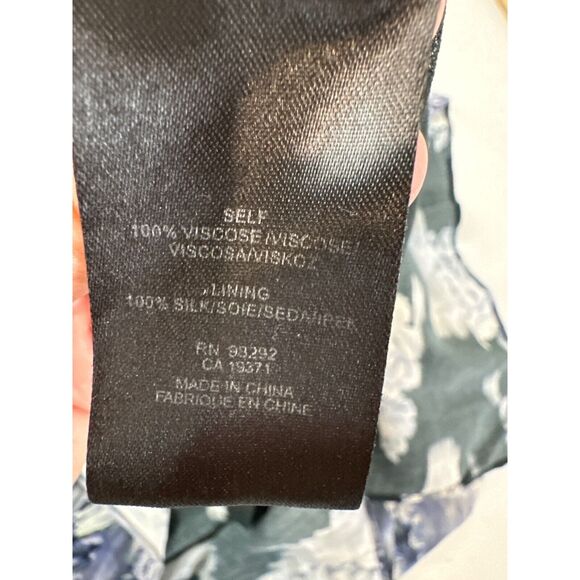 SELF
100% VISCOSE/VISCOSE/
VISCOSA/VISKOZ
LINING
100% SILK/SOIE/SEDA/IPEK
RN 93292
CA 19371
MADE IN CHINA
FABRIQUE EN CHINE